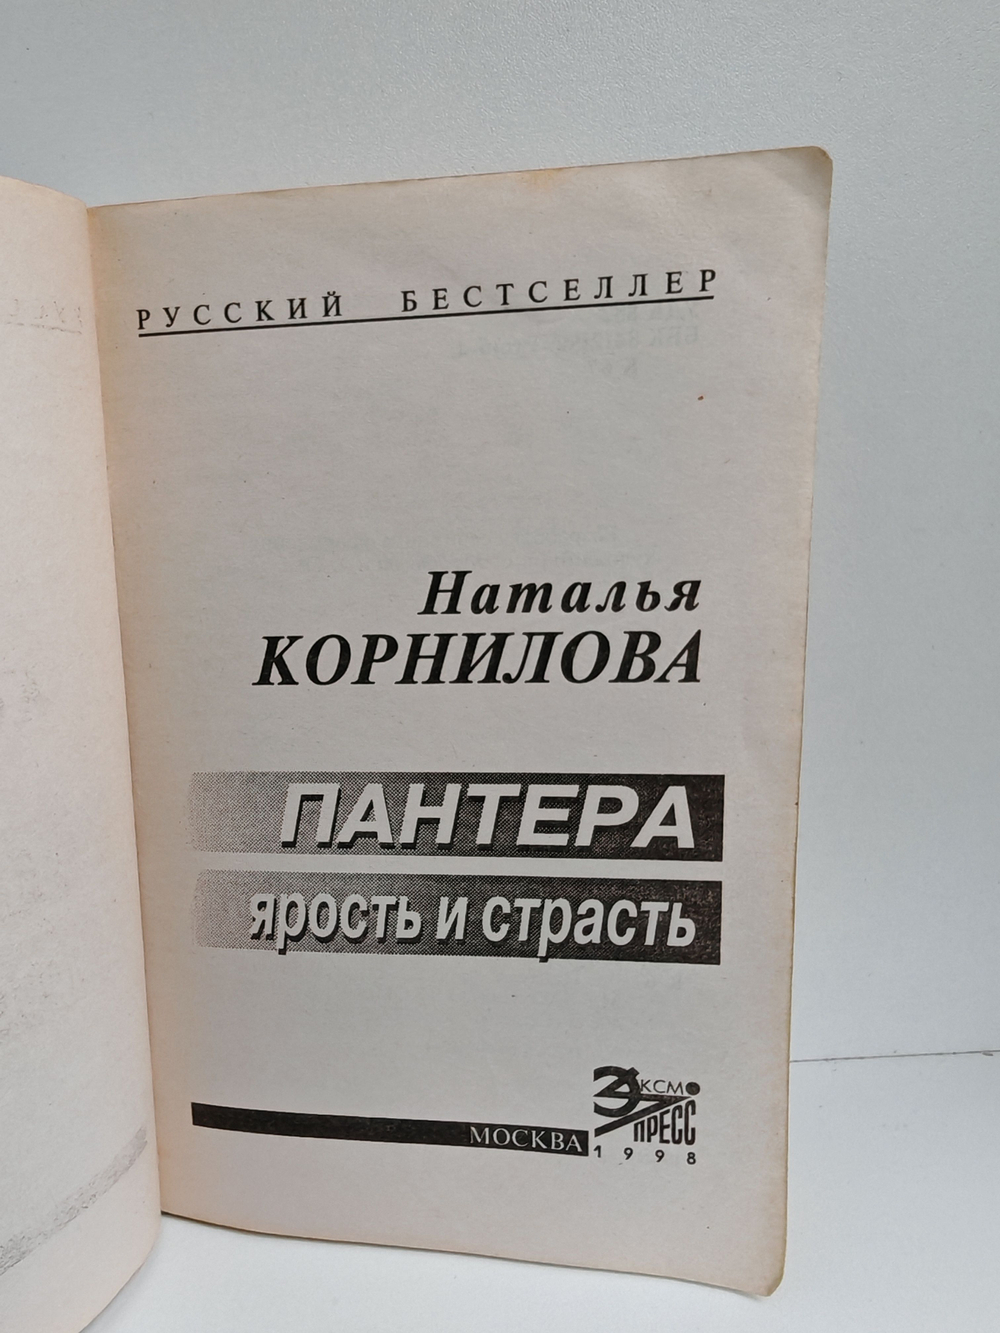 РУССКИЙ БЕСТСЕЛЛЕР
Наталья
КОРНИЛОВА
ПАНТЕРА
ярость и страсть
МОСКВА
ЭКСМО
ПРЕСС
1998